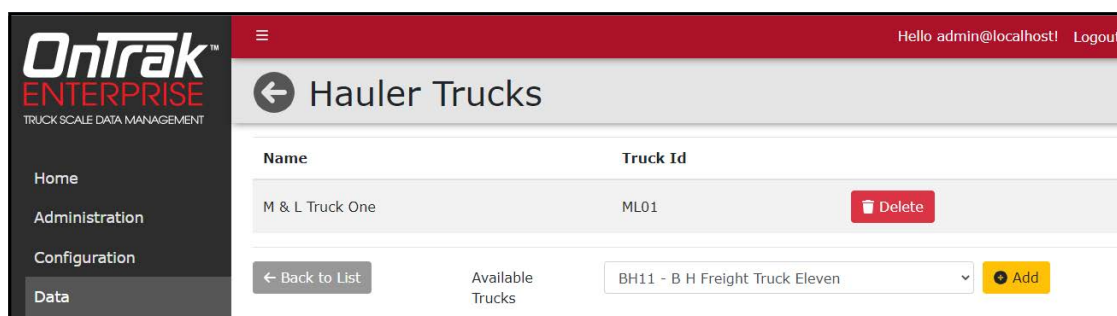 OnTrak™
ENTERPRISE
TRUCK SCALE DATA MANAGEMENT
Home
Administration
Configuration
Data
Hello admin@localhost! Logout
Hauler Trucks
Name Truck Id
M & L Truck One ML01 Delete
← Back to List Available Trucks BH11 - B H Freight Truck Eleven Add